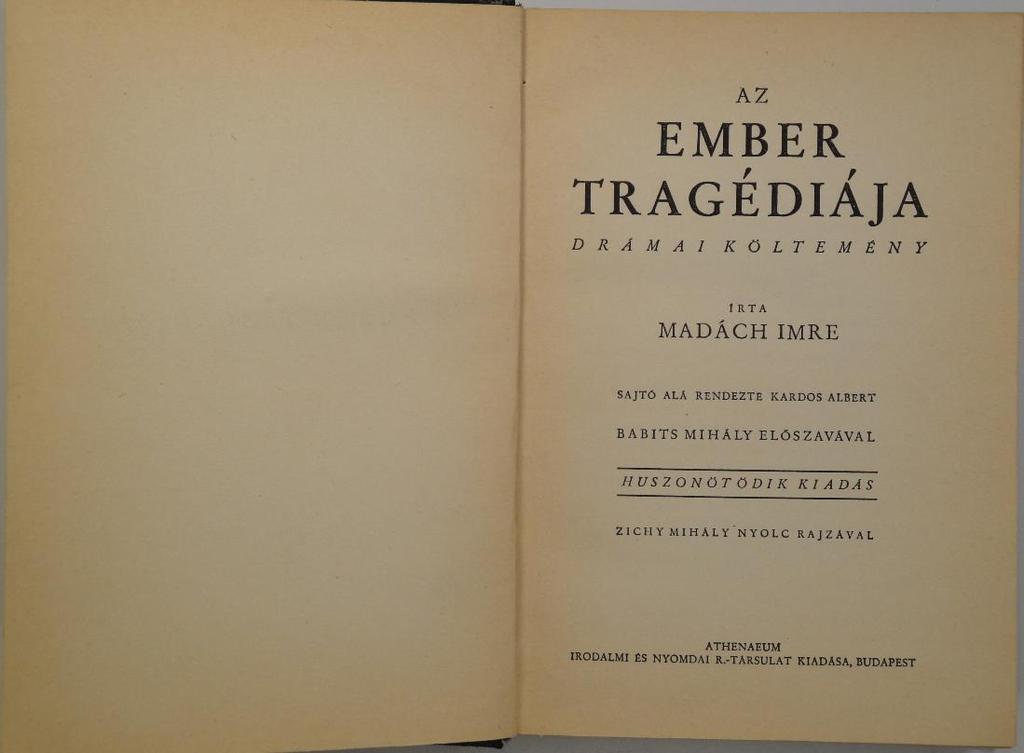 AZ
EMBER
TRAGÉDIÁJA
DRÁMAI KÖLTEMÉNY
ÍRTA
MADÁCH IMRE
SAJTÓ ALÁ RENDEZTE KARDOS ALBERT
BABITS MIHÁLY ELŐSZAVÁVAL
HUSZONÖTÖDIK KIADÁS
ZICHY MIHÁLY NYOLC RAJZÁVAL
ATHENAEUM
IRODALMI ÉS NYOMDAI R.-TÁRSULAT KIADÁSA, BUDAPEST